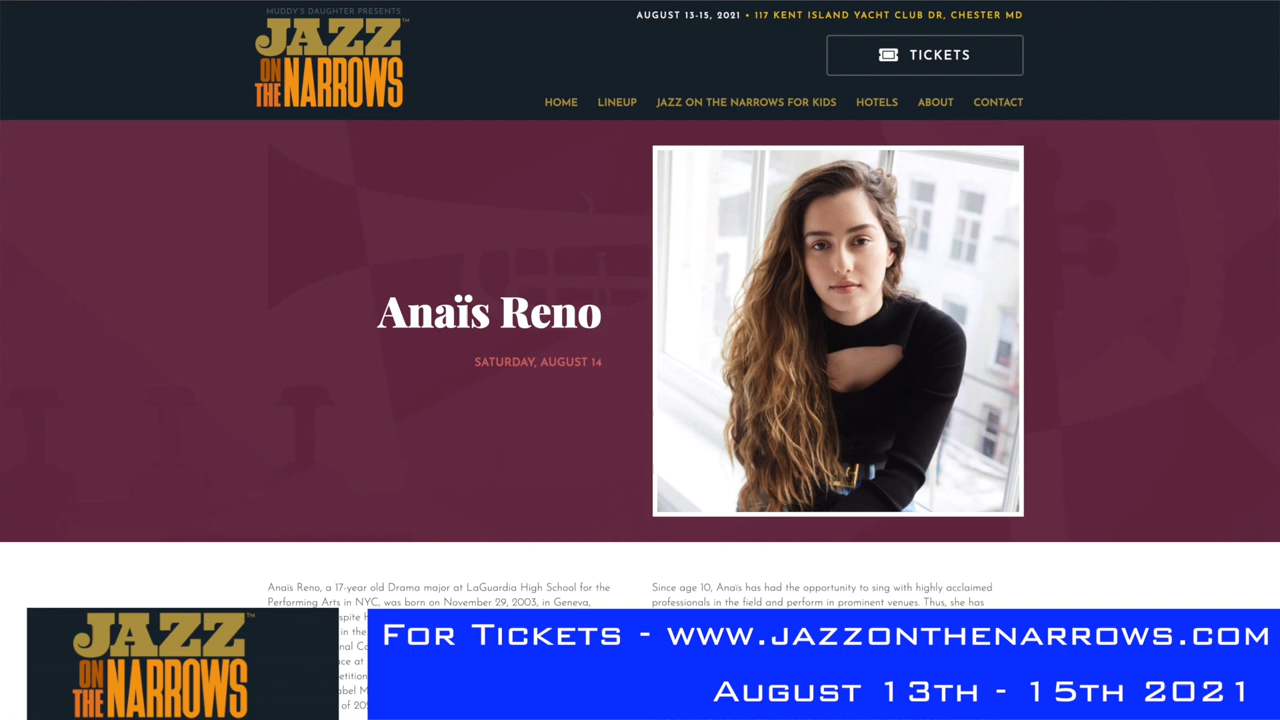 MUDDY'S DAUGHTER PRESENTS
JAZZ™
ON THE NARROWS
AUGUST 13-15, 2021 • 117 KENT ISLAND YACHT CLUB DR, CHESTER MD
TICKETS
HOME LINEUP JAZZ ON THE NARROWS FOR KIDS HOTELS ABOUT CONTACT
Anaïs Reno
SATURDAY, AUGUST 14
Anaïs Reno, a 17-year old Drama major at LaGuardia High School for the
Performing Arts in NYC, was born on November 29, 2003, in Geneva,
in the
of
Since age 10, Anaïs has had the opportunity to sing with highly acclaimed
professionals in the field and perform in prominent venues. Thus, she has
JAZZ™
ON THE NARROWS
For Tickets - www.jazzonthenarrows.com
August 13th - 15th 2021